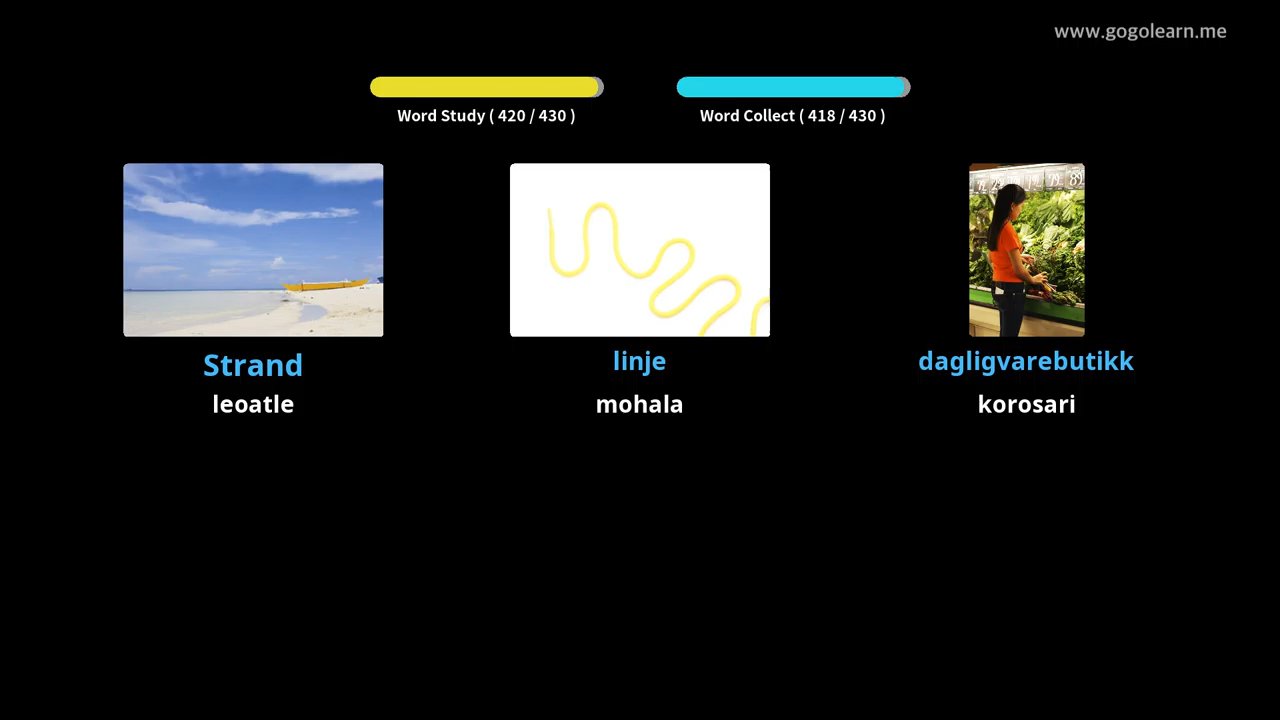 www.gogolearn.me
Word Study ( 420 / 430 )
Word Collect ( 418 / 430 )
Strand
linje
dagligvarebutikk
leoatle
mohala
korosari